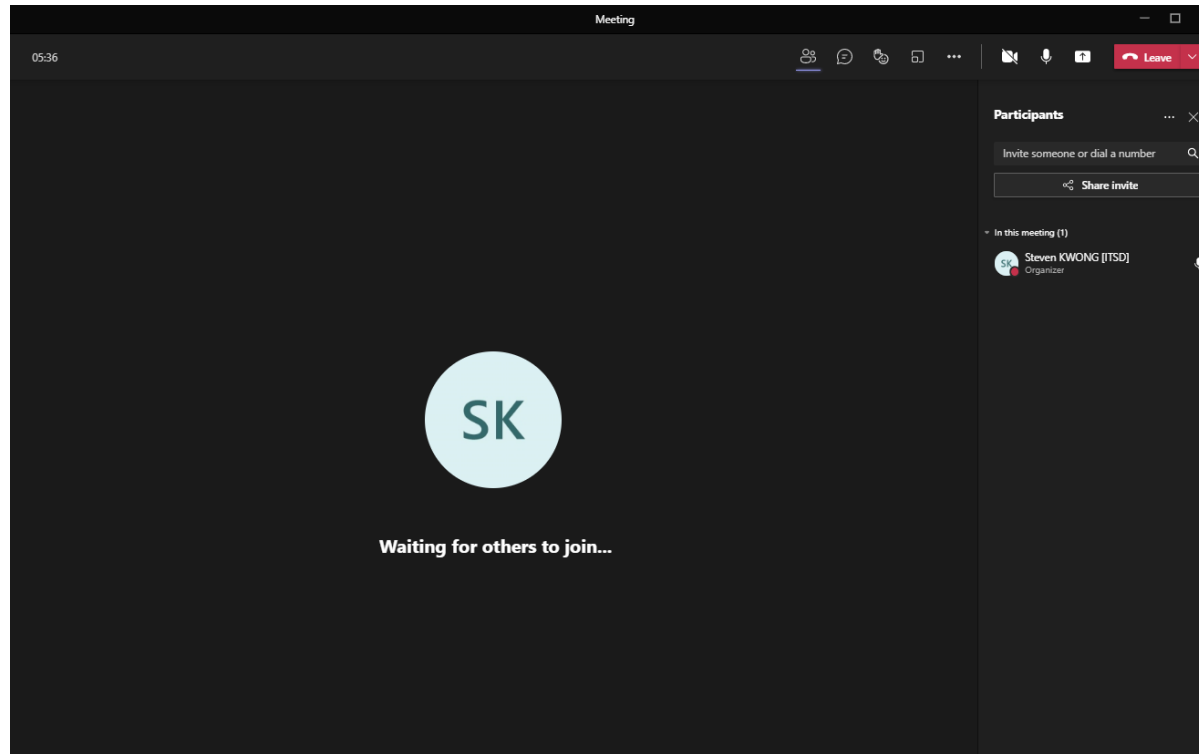 Meeting
05:36
Leave
Participants
Invite someone or dial a number
Share invite
In this meeting (1)
SK
Steven KWONG [ITSD]
Organizer
SK
Waiting for others to join...